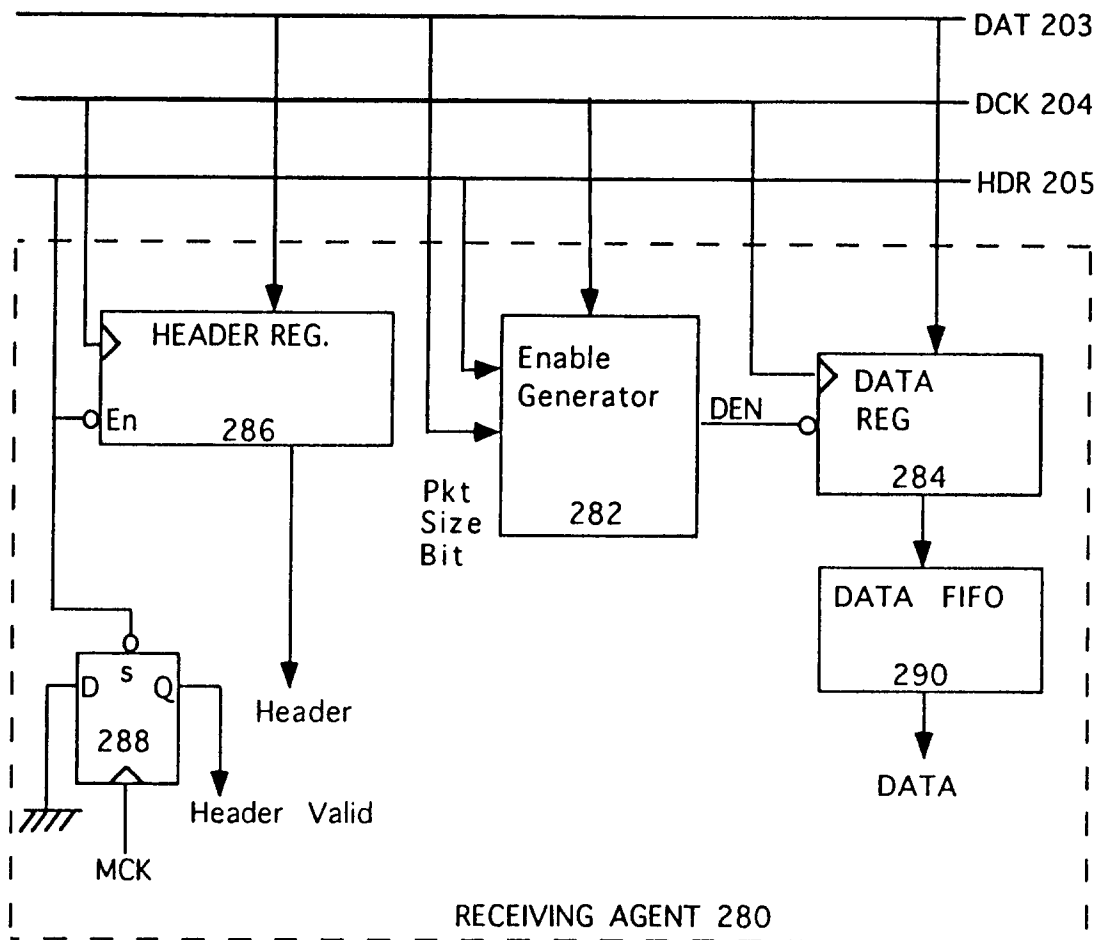 DAT 203
DCK 204
HDR 205
HEADER REG.
En
286
Enable
Generator
282
Pkt
Size
Bit
DEN
DATA
REG
284
DATA FIFO
290
DATA
s
D Q
288
MCK
Header
Header Valid
RECEIVING AGENT 280